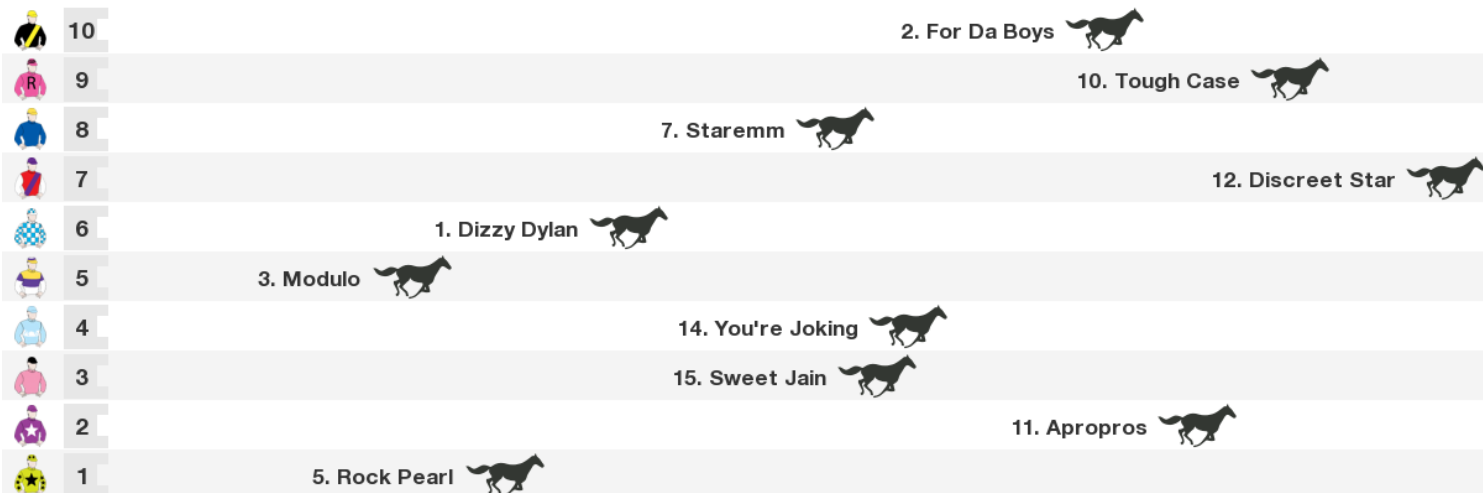 10 2. For Da Boys
R 9 10. Tough Case
8 7. Staremm
7 12. Discreet Star
6 1. Dizzy Dylan
5 3. Modulo
4 14. You're Joking
3 15. Sweet Jain
2 11. Apropros
1 5. Rock Pearl